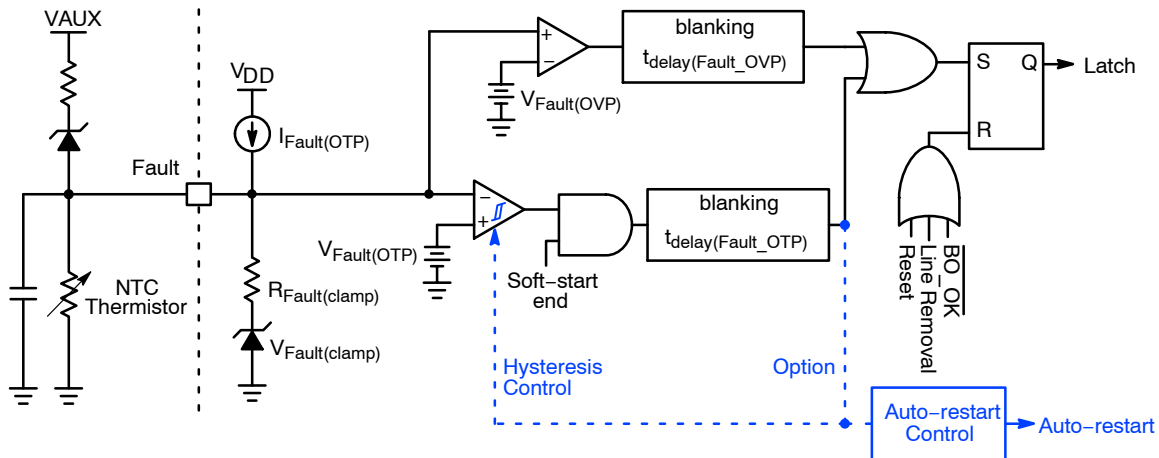 VAUX
blanking
tdelay(Fault_OVP)
S
Q
Latch
R
VDD
IFault(OTP)
VFault(OVP)
+
−
Fault
−
+
blanking
tdelay(Fault_OTP)
VFault(OTP)
Soft−start
end
Reset
Line Removal
BO_OK
NTC
Thermistor
RFault(clamp)
VFault(clamp)
Hysteresis
Control
Option
Auto−restart
Control
Auto−restart